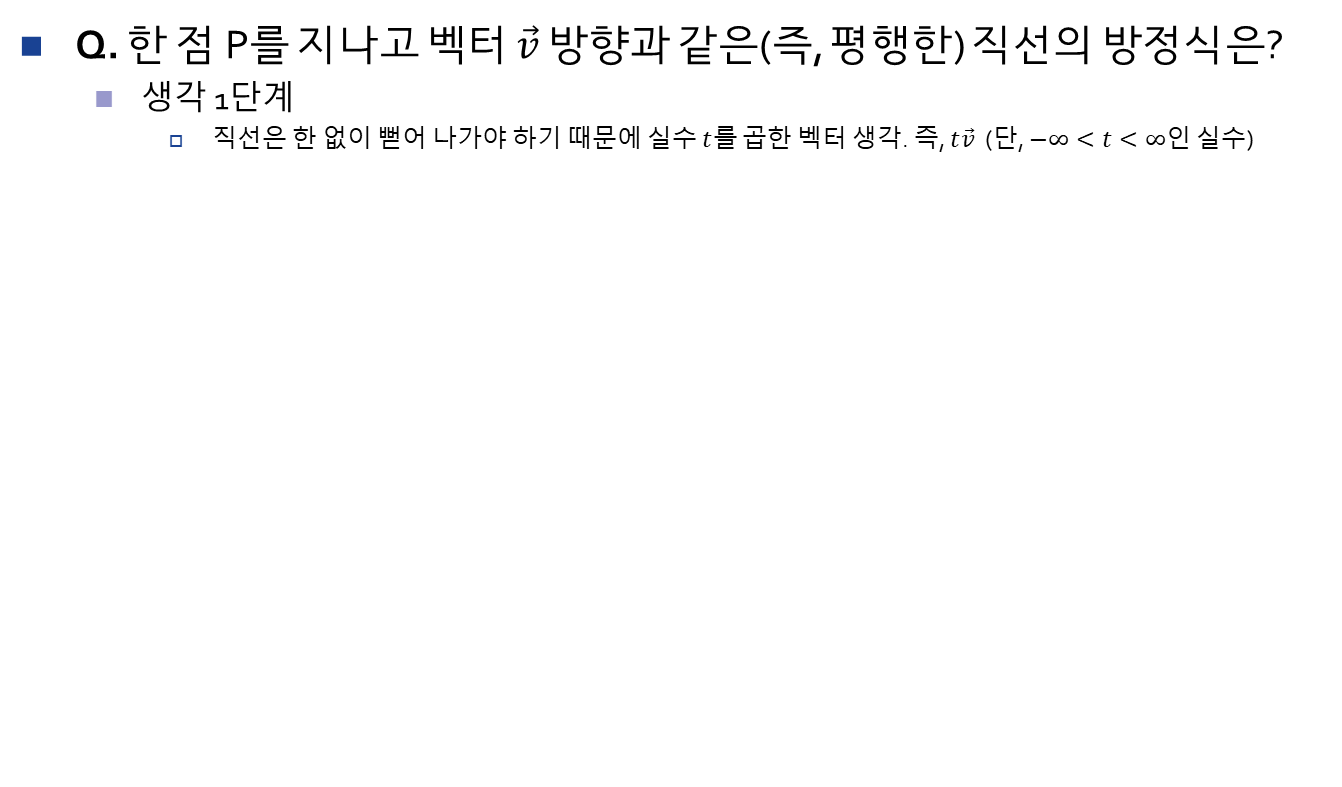 Q. 한 점 P를 지나고 벡터 v⃗ 방향과 같은(즉, 평행한) 직선의 방정식은?
생각 1단계
직선은 한 없이 뻗어 나가야 하기 때문에 실수 t를 곱한 벡터 생각. 즉, tv⃗ (단, −∞ < t < ∞인 실수)